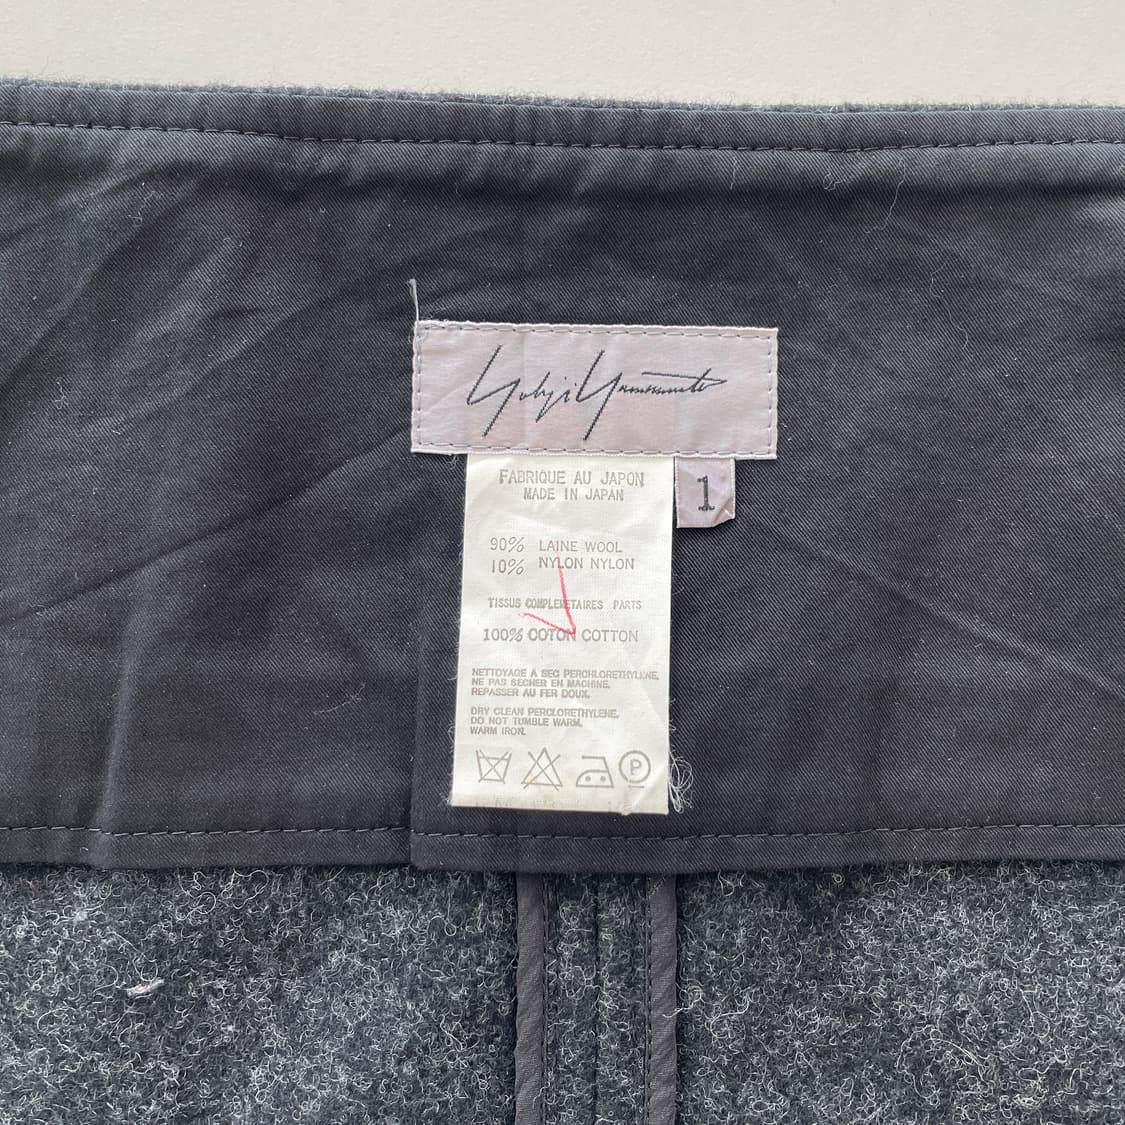 Yohji Yamamoto
1
FABRIQUE AU JAPON
MADE IN JAPAN
90% LAINE WOOL
10% NYLON NYLON
TISSUS COMPLEMETAIRES PARTS
100% COTON COTTON
NETTOYAGE A SEC PERCHLORETHYLENE,
NE PAS SECHER EN MACHINE,
REPASSER AU FER DOUX.
DRY CLEAN PERCLORETHYLENE,
DO NOT TUMBLE WARM,
WARM IRON.
P